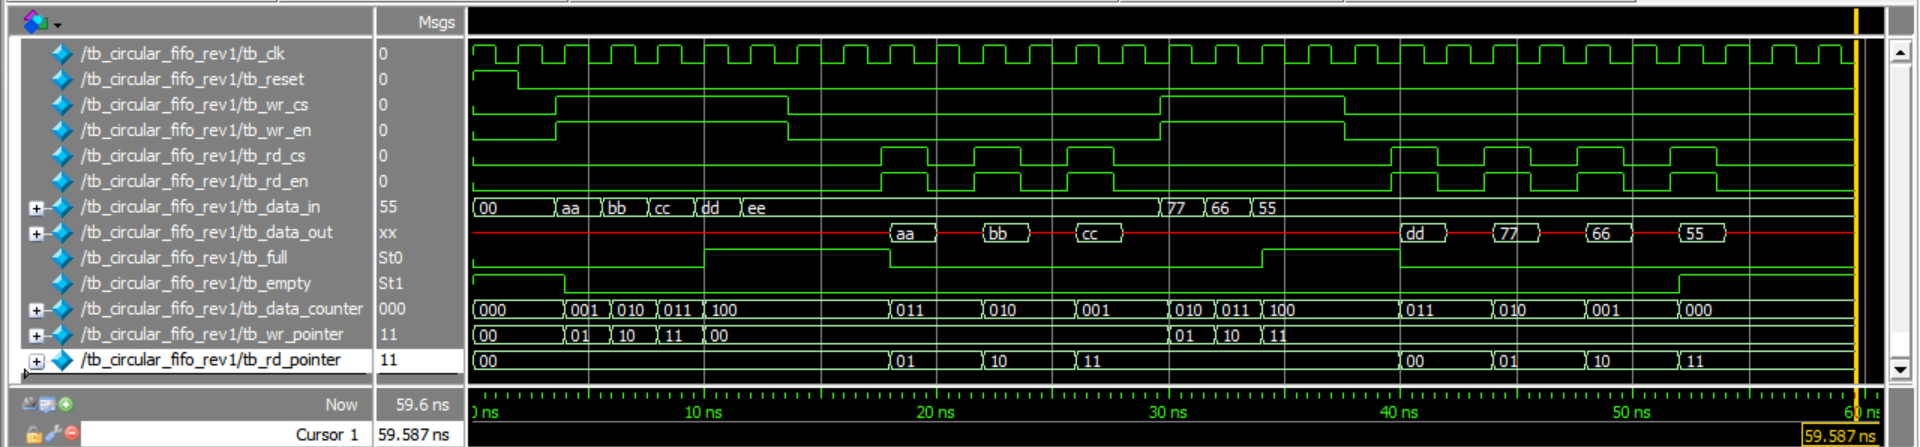 Msgs
/tb_circular_fifo_rev1/tb_clk 0
/tb_circular_fifo_rev1/tb_reset 0
/tb_circular_fifo_rev1/tb_wr_cs 0
/tb_circular_fifo_rev1/tb_wr_en 0
/tb_circular_fifo_rev1/tb_rd_cs 0
/tb_circular_fifo_rev1/tb_rd_en 0
/tb_circular_fifo_rev1/tb_data_in 55 00 aa bb cc dd ee 77 66 55
/tb_circular_fifo_rev1/tb_data_out xx aa bb cc dd 77 66 55
/tb_circular_fifo_rev1/tb_full St0
/tb_circular_fifo_rev1/tb_empty St1
/tb_circular_fifo_rev1/tb_data_counter 000 000 001 010 011 100 011 010 001 010 011 100 011 010 001 000
/tb_circular_fifo_rev1/tb_wr_pointer 11 00 01 10 11 00 01 10 11
/tb_circular_fifo_rev1/tb_rd_pointer 11 00 01 10 11 00 01 10 11
Now 59.6 ns ns 10 ns 20 ns 30 ns 40 ns 50 ns
Cursor 1 59.587 ns 59.587 ns